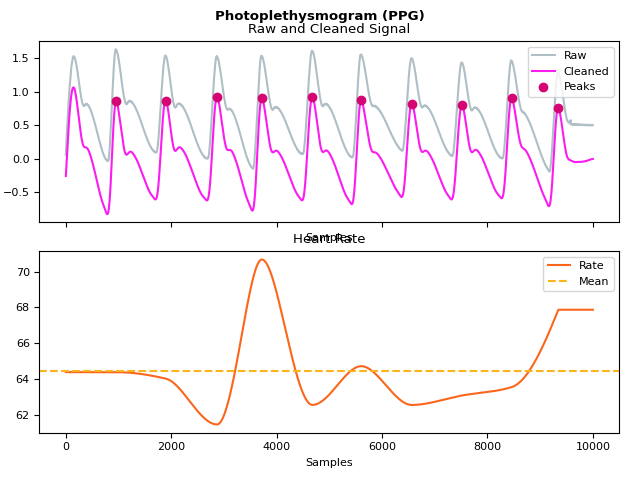 Photoplethysmogram (PPG)
Raw and Cleaned Signal
Raw
Cleaned
Peaks
1.5
1.0
0.5
0.0
−0.5
Samples
Heart Rate
Rate
Mean
70
68
66
64
62
0
2000
4000
6000
8000
10000
Samples